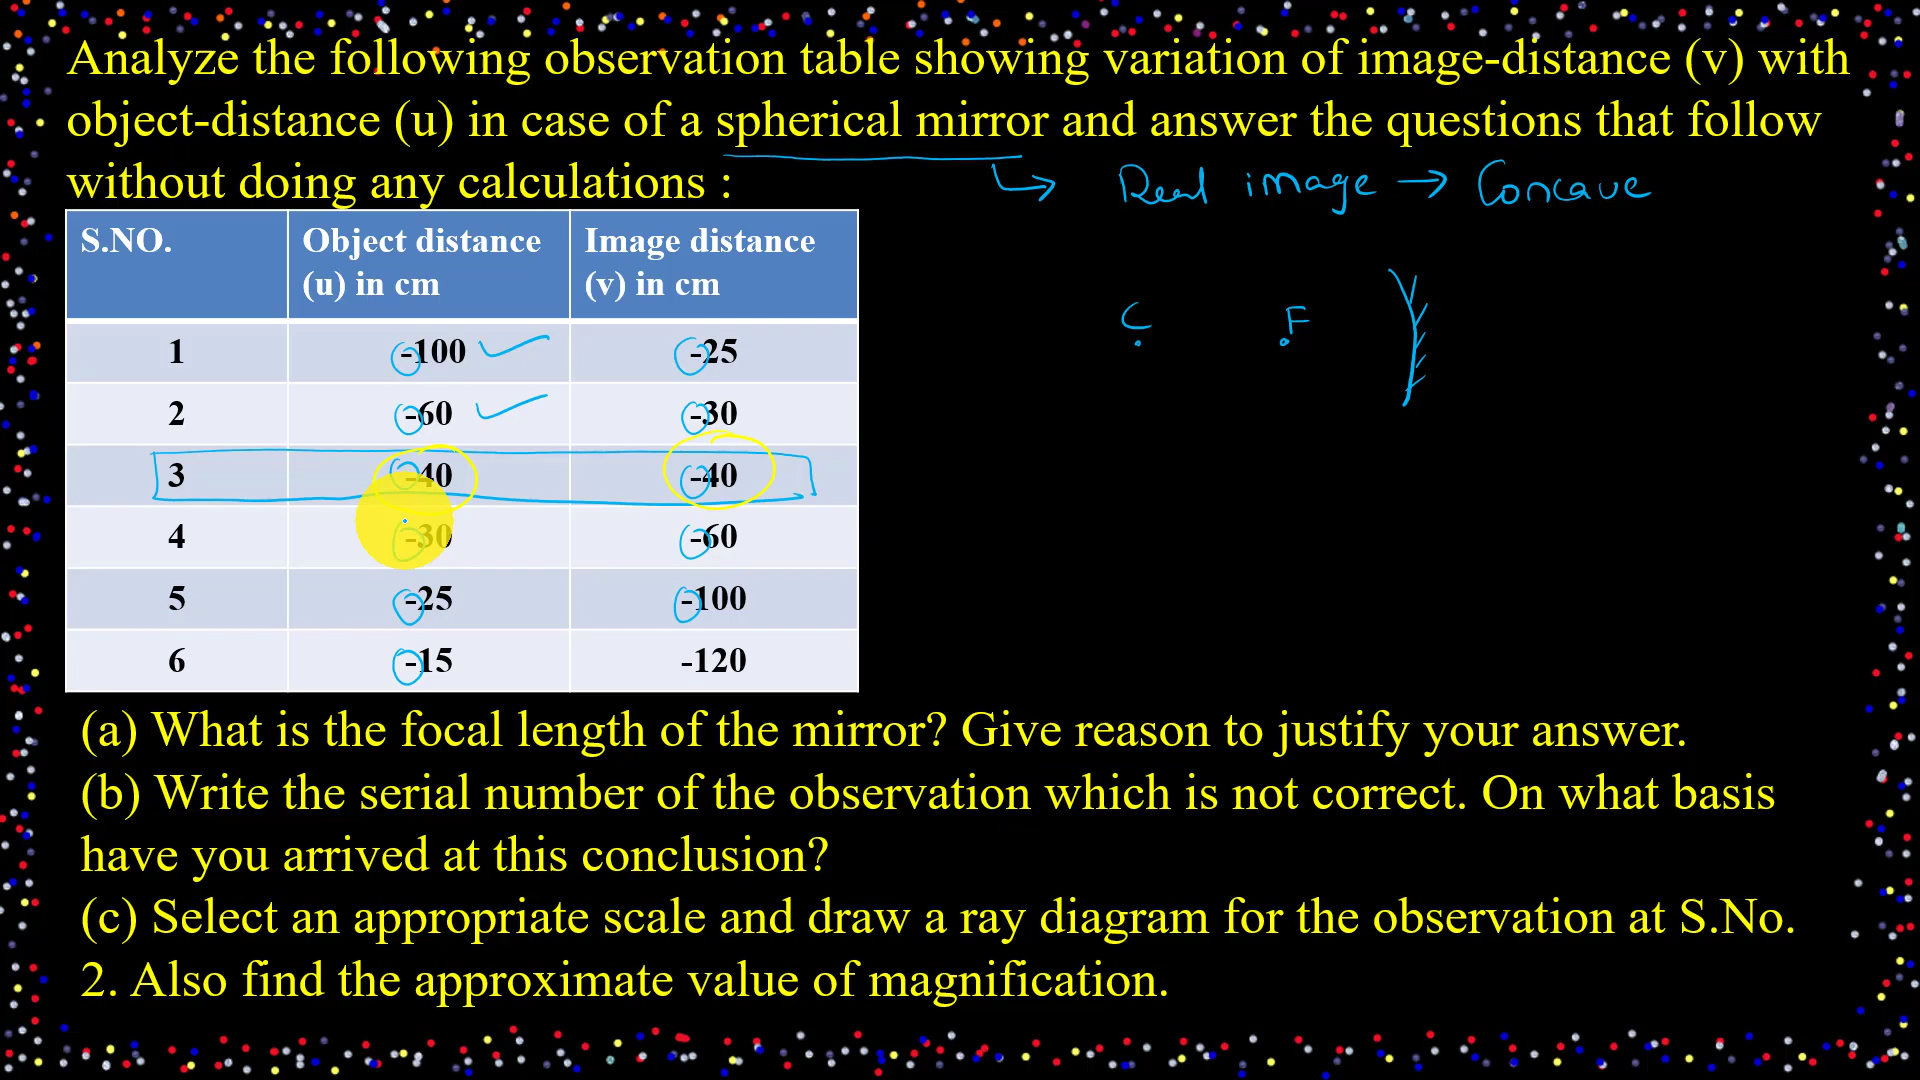 Analyze the following observation table showing variation of image-distance (v) with
object-distance (u) in case of a spherical mirror and answer the questions that follow
without doing any calculations :
Real image → Concave
S.NO. Object distance (u) in cm Image distance (v) in cm
1 -100 -25
2 -60 -30
3 -40 -40
4 -30 -60
5 -25 -100
6 -15 -120
C F
(a) What is the focal length of the mirror? Give reason to justify your answer.
(b) Write the serial number of the observation which is not correct. On what basis
have you arrived at this conclusion?
(c) Select an appropriate scale and draw a ray diagram for the observation at S.No.
2. Also find the approximate value of magnification.